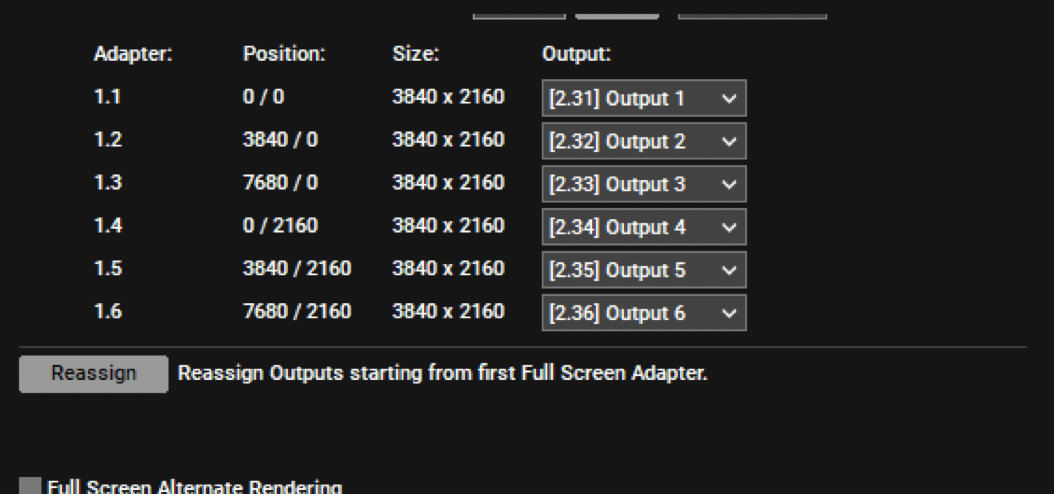 Adapter: Position: Size: Output:
1.1 0 / 0 3840 x 2160 [2.31] Output 1
1.2 3840 / 0 3840 x 2160 [2.32] Output 2
1.3 7680 / 0 3840 x 2160 [2.33] Output 3
1.4 0 / 2160 3840 x 2160 [2.34] Output 4
1.5 3840 / 2160 3840 x 2160 [2.35] Output 5
1.6 7680 / 2160 3840 x 2160 [2.36] Output 6
Reassign Reassign Outputs starting from first Full Screen Adapter.
Full Screen Alternate Rendering